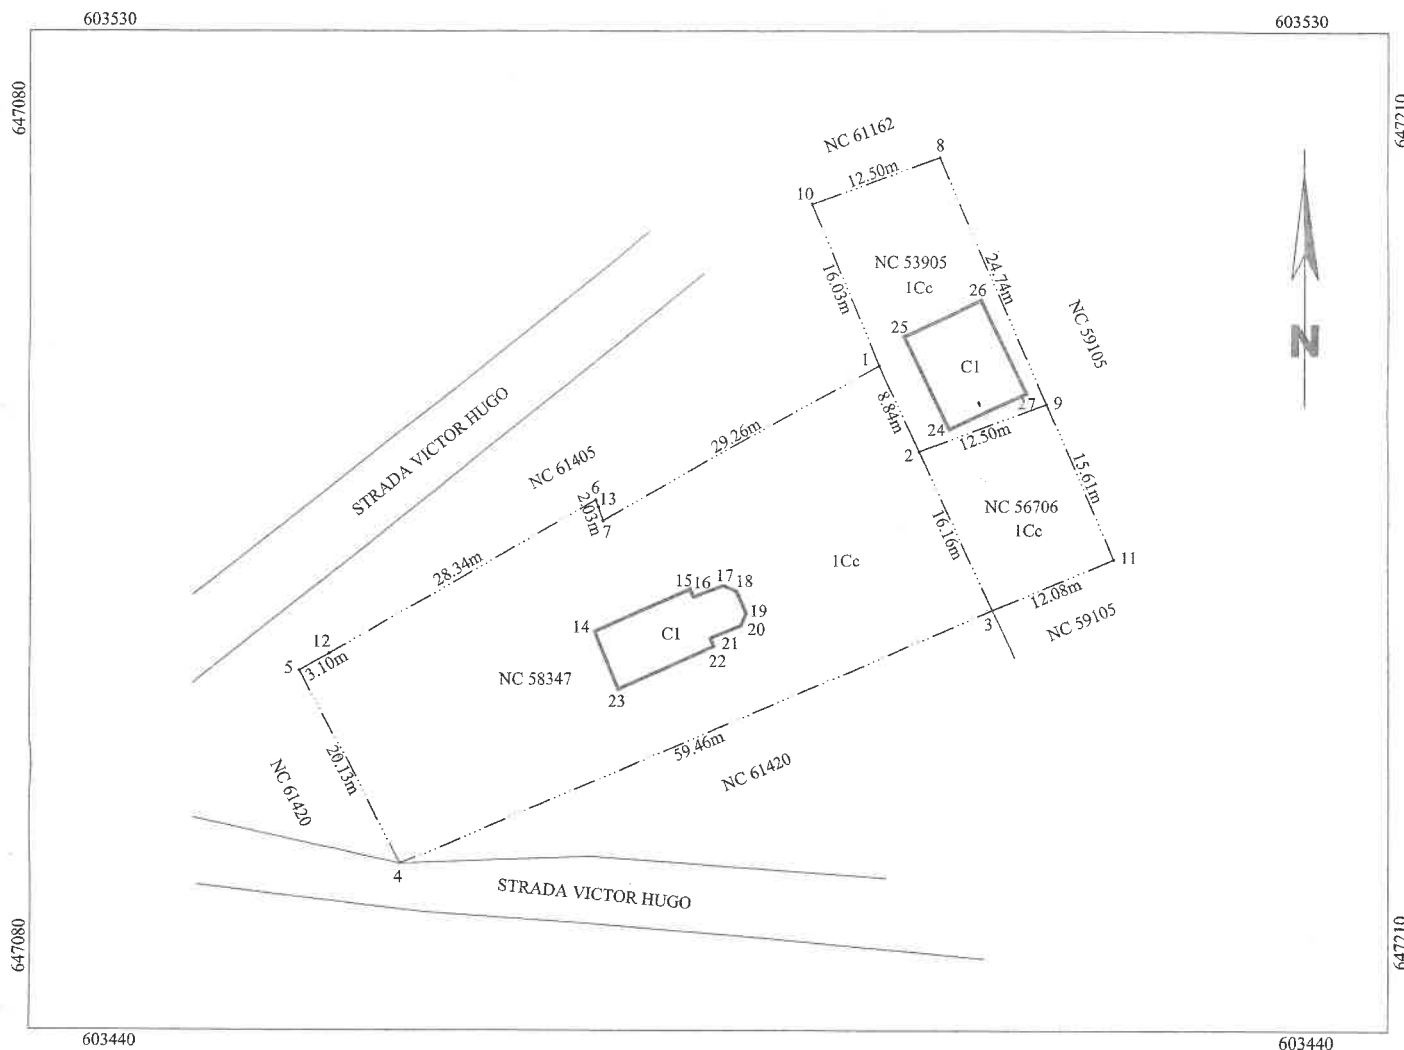 603530
603530
647080
647210
NC 61162
8
12.50m
10
NC 53905
1Cc
16.03m
24.74m
26
25
NC 59105
1
C1
8.84m
27
9
24
12.50m
2
STRADA VICTOR HUGO
29.26m
NC 61405
6
13
2.03m
7
15.61m
NC 56706
1Cc
16.16m
28.34m
1Cc
11
15
16
17
18
12.08m
19
14
C1
20
3
NC 59105
12
21
5
3.10m
22
NC 58347
23
59.46m
20.13m
NC 61420
NC 61420
4
STRADA VICTOR HUGO
N
647080
647210
603440
603440